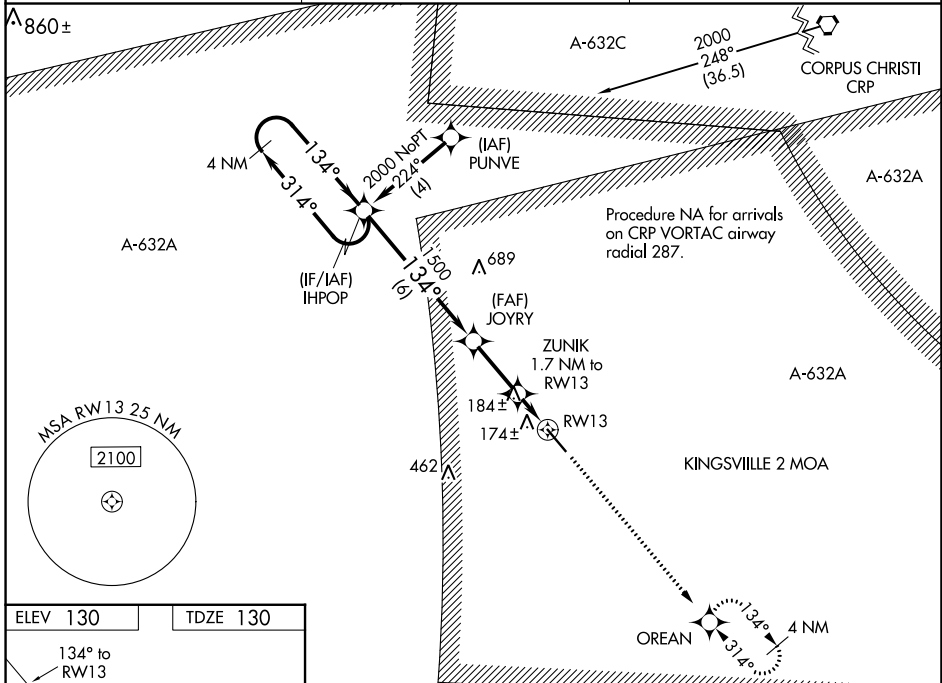 860±
A-632C
2000
248°
(36.5)
CORPUS CHRISTI
CRP
4 NM
134°
314°
2000 NoPT
224°
(4)
(IAF)
PUNVE
A-632A
A-632A
Procedure NA for arrivals
on CRP VORTAC airway
radial 287.
(IF/IAF)
IHPOP
1500
134°
(6)
689
(FAF)
JOYRY
ZUNIK
1.7 NM to
RW13
A-632A
184±
174±
RW13
MSA RW13 25 NM
2100
462
KINGSVIILLE 2 MOA
ELEV 130
TDZE 130
134° to
RW13
OREAN
134°
314°
4 NM